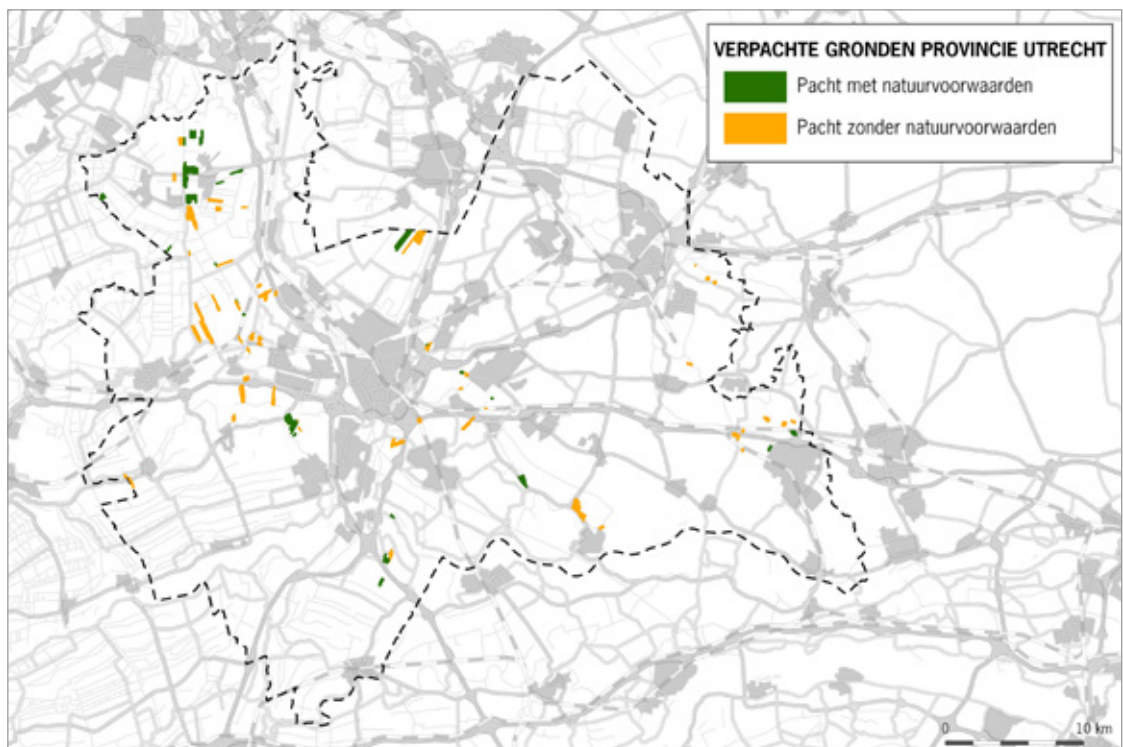 VERPACHTE GRONDEN PROVINCIE UTRECHT
Pacht met natuurvoorwaarden
Pacht zonder natuurvoorwaarden
0 10 km